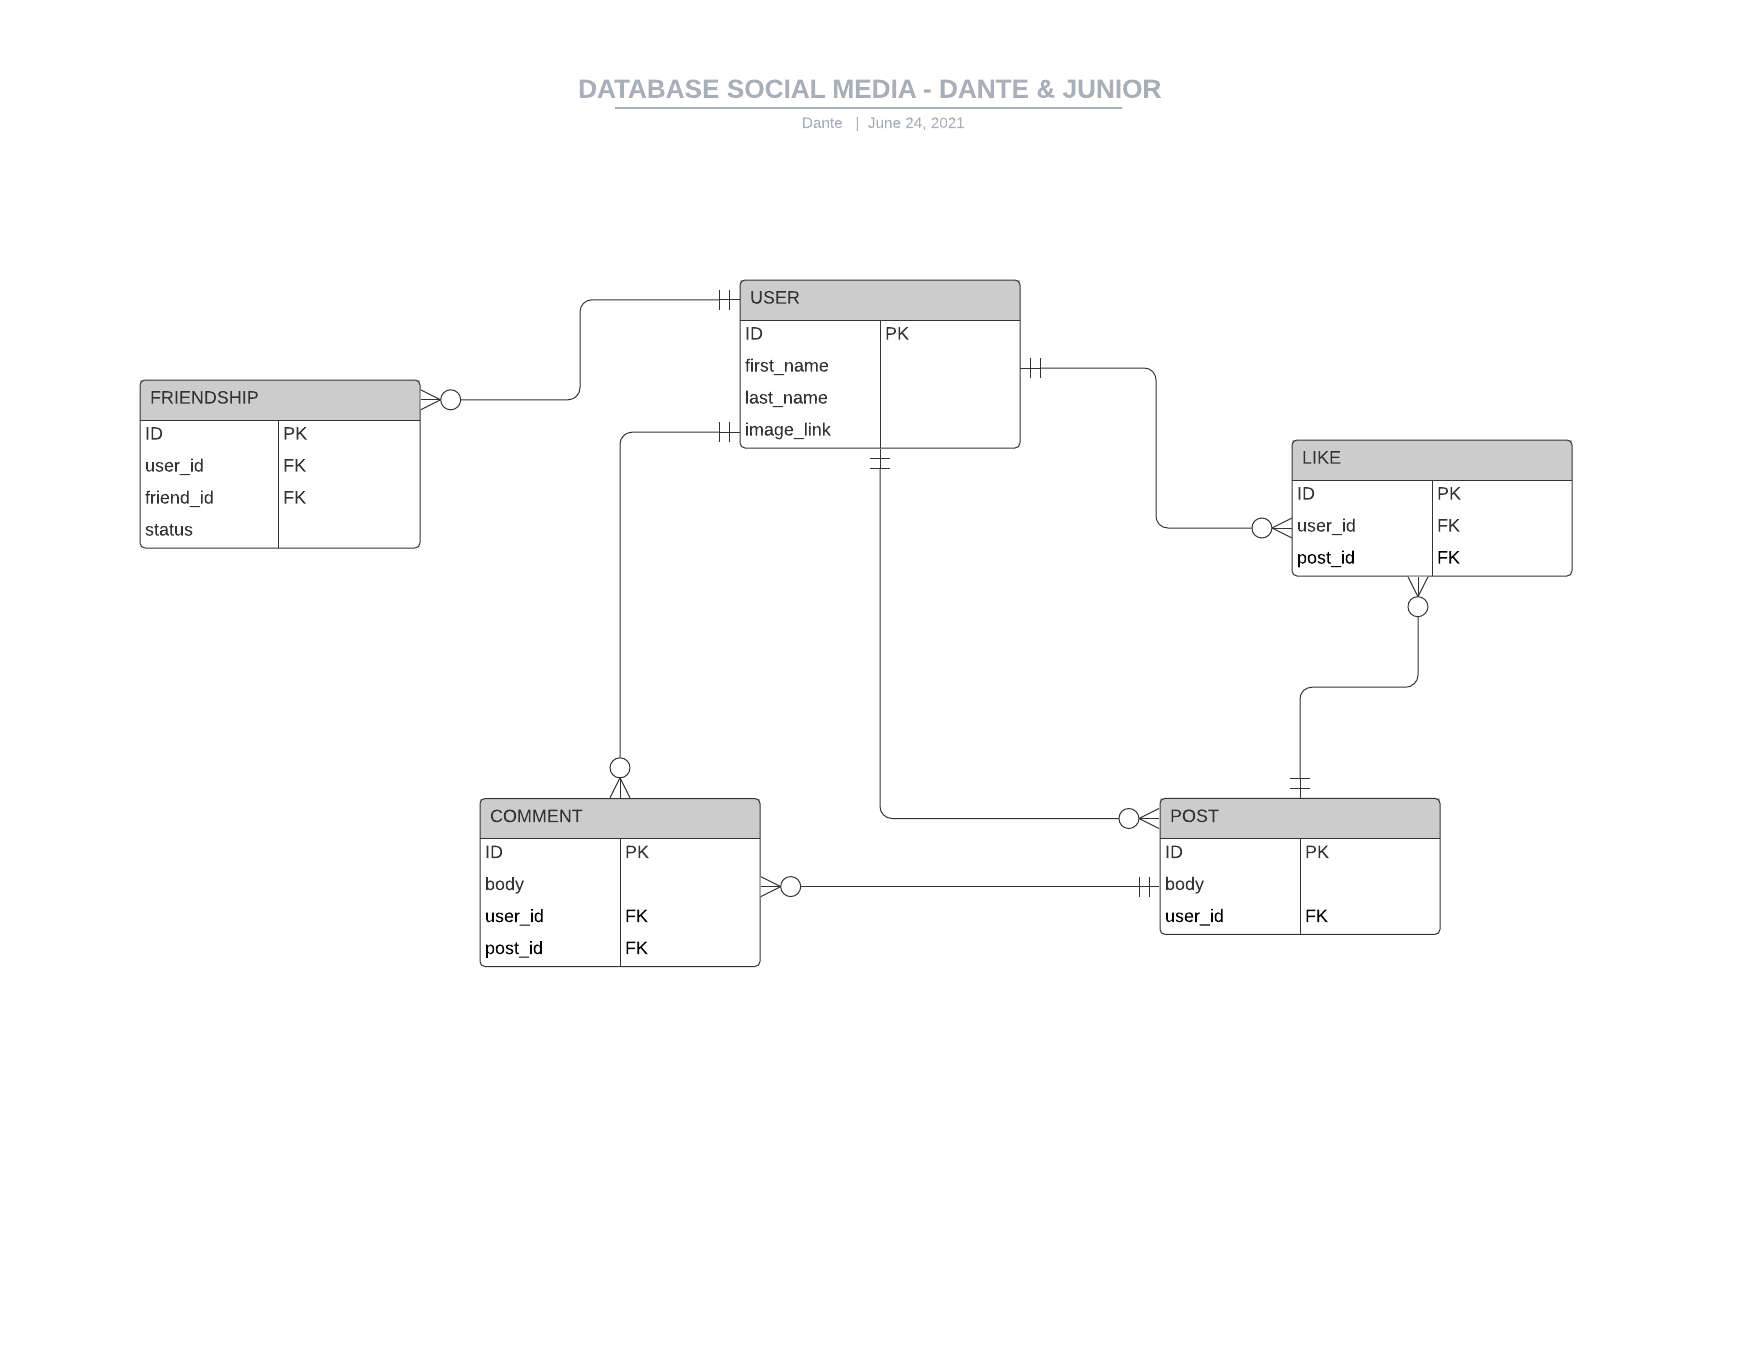 DATABASE SOCIAL MEDIA - DANTE & JUNIOR
Dante | June 24, 2021
USER
ID PK
first_name
last_name
image_link
FRIENDSHIP
ID PK
user_id FK
friend_id FK
status
LIKE
ID PK
user_id FK
post_id FK
COMMENT
ID PK
body
user_id FK
post_id FK
POST
ID PK
body
user_id FK